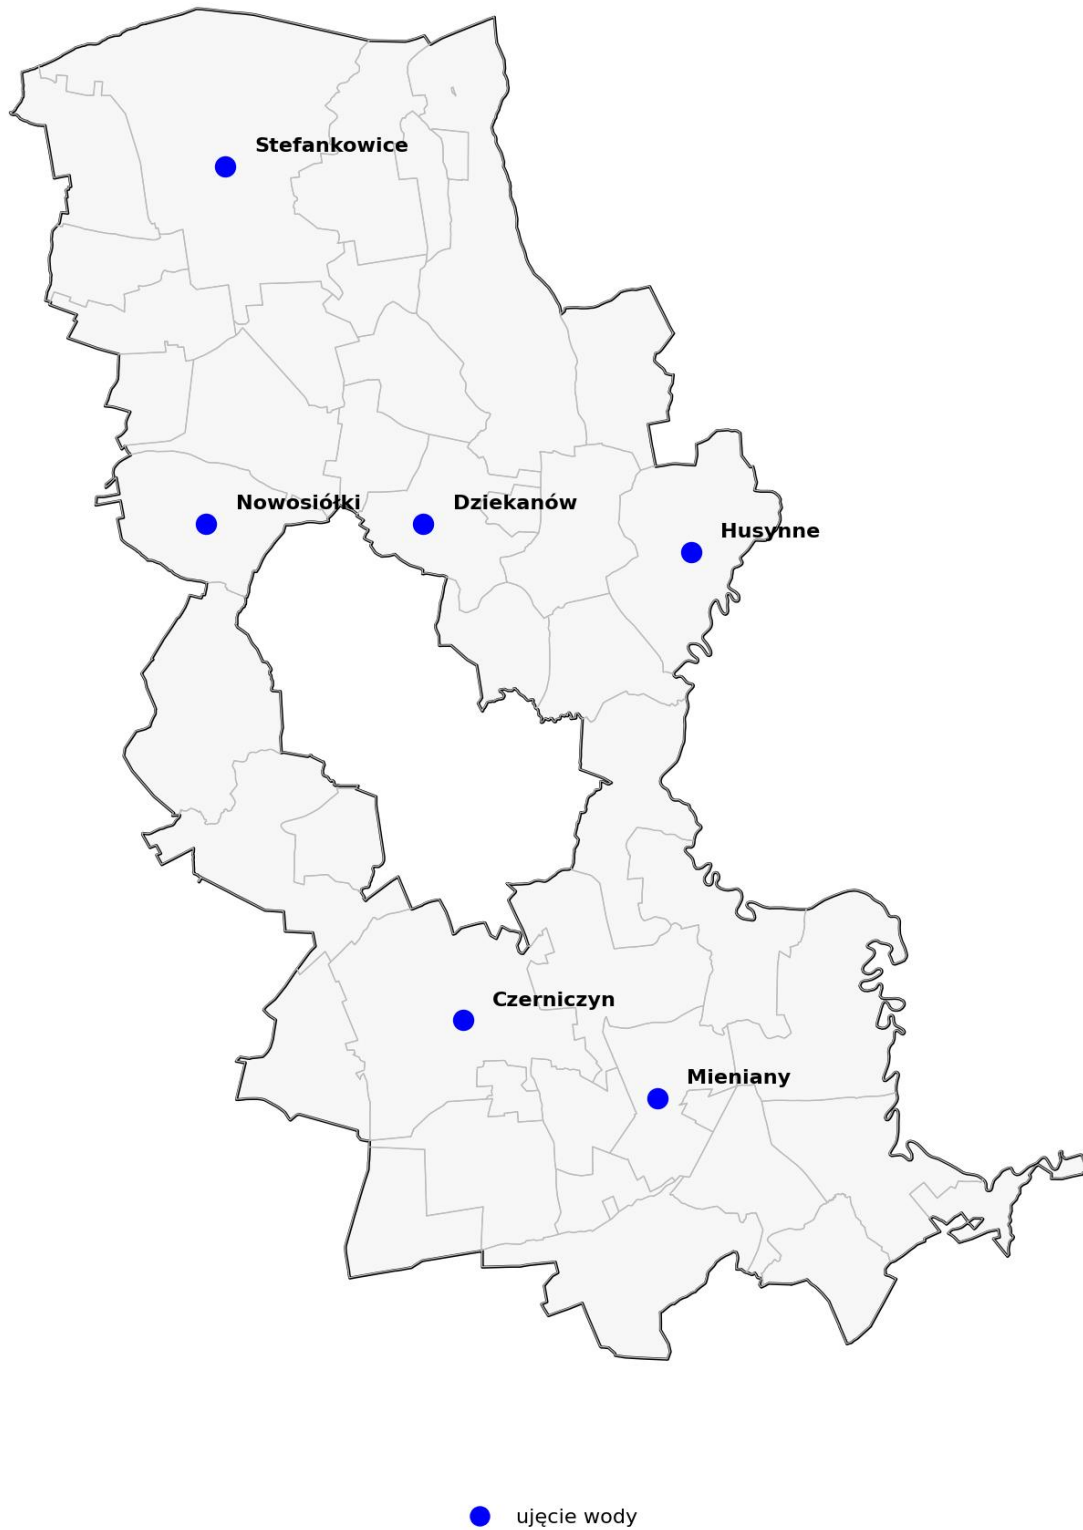 Stefankowice
Nowosiółki
Dziekanów
Husynne
Czerniczyn
Mieniany
ujęcie wody